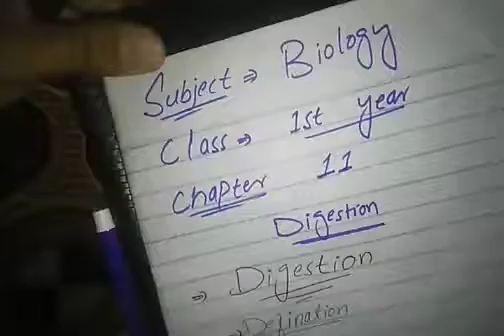 Subject ⇒ Biology
Class ⇒ 1st year
Chapter 11
Digestion
⇒ Digestion
⇒ Defination